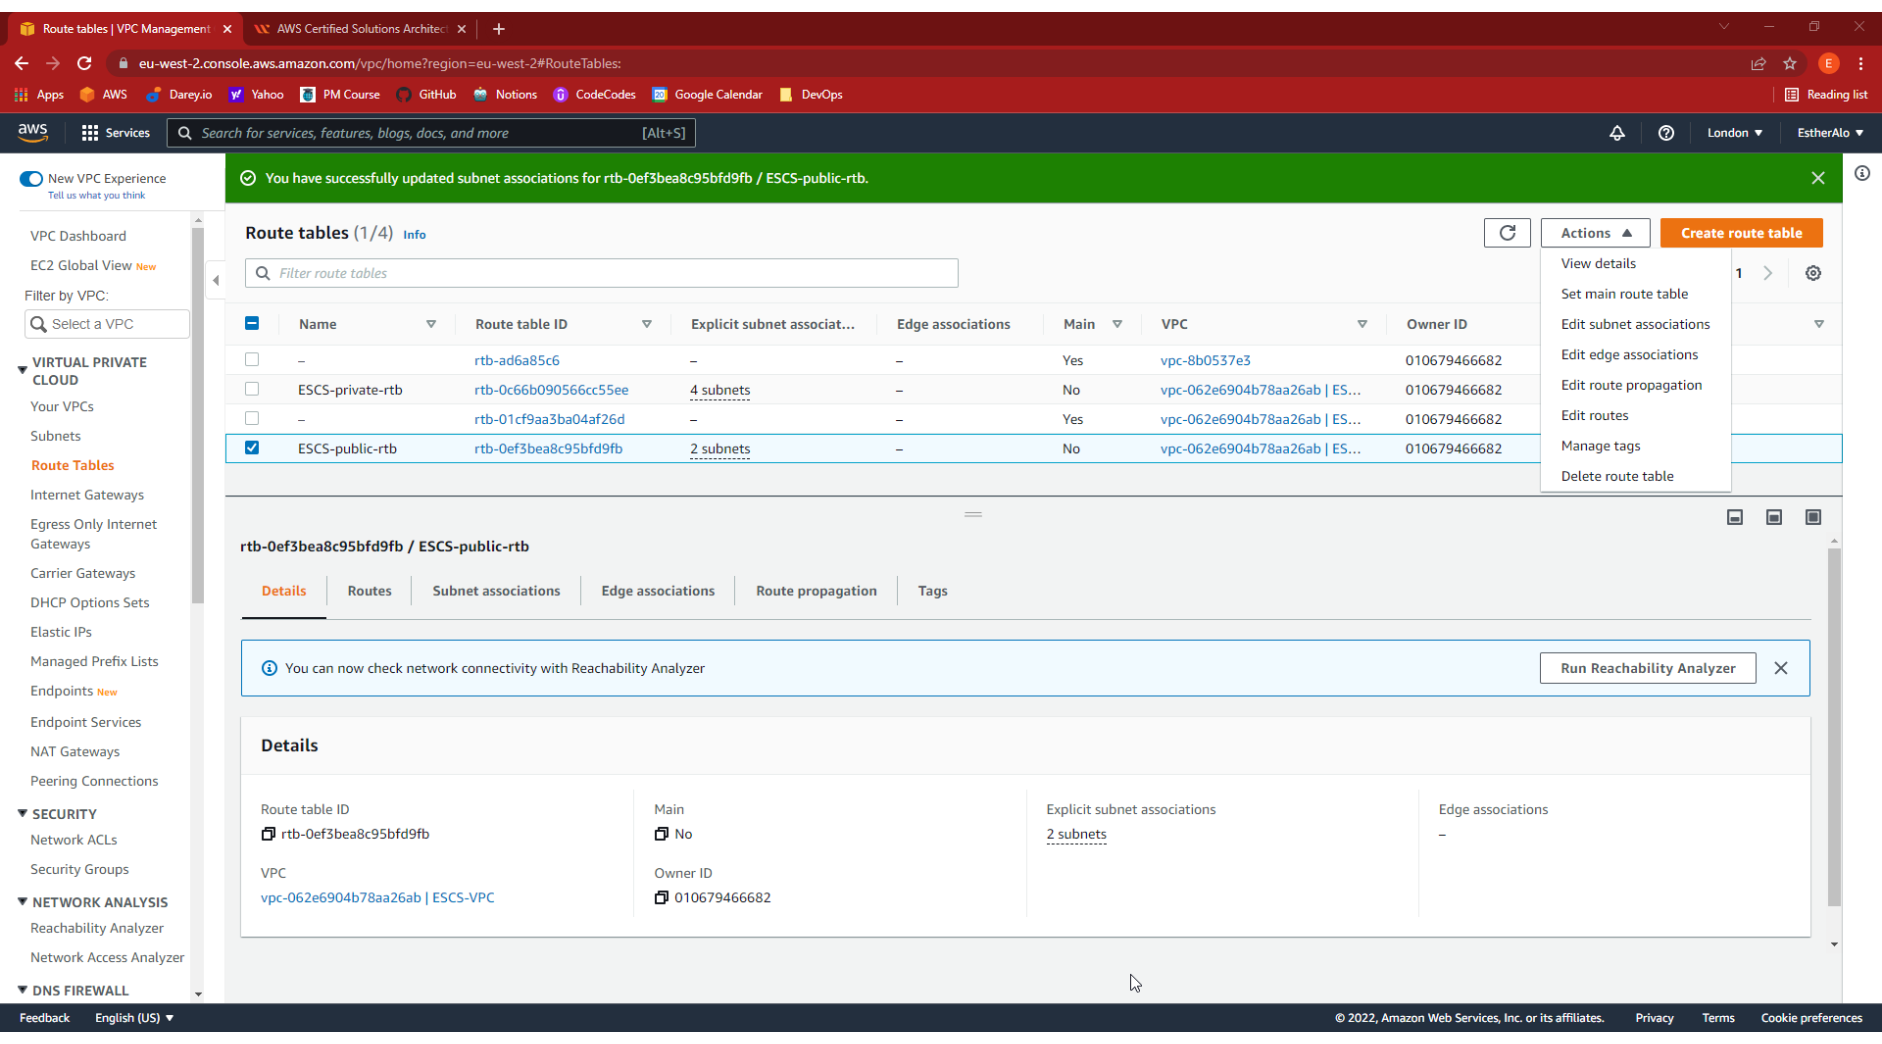 Route tables | VPC Management
AWS Certified Solutions Architec
eu-west-2.console.aws.amazon.com/vpc/home?region=eu-west-2#RouteTables:
E
Apps AWS Darey.io Yahoo PM Course GitHub Notions CodeCodes Google Calendar DevOps Reading list
aws Services Search for services, features, blogs, docs, and more [Alt+S] London EstherAlo
New VPC Experience
Tell us what you think
You have successfully updated subnet associations for rtb-0ef3bea8c95bfd9fb / ESCS-public-rtb.
VPC Dashboard
EC2 Global View New
Filter by VPC:
Select a VPC
VIRTUAL PRIVATE
CLOUD
Your VPCs
Subnets
Route Tables
Internet Gateways
Egress Only Internet
Gateways
Carrier Gateways
DHCP Options Sets
Elastic IPs
Managed Prefix Lists
Endpoints New
Endpoint Services
NAT Gateways
Peering Connections
SECURITY
Network ACLs
Security Groups
NETWORK ANALYSIS
Reachability Analyzer
Network Access Analyzer
DNS FIREWALL
Route tables (1/4) Info
Actions
Create route table
Filter route tables
1
View details
Set main route table
Edit subnet associations
Edit edge associations
Edit route propagation
Edit routes
Manage tags
Delete route table
Name Route table ID Explicit subnet associat... Edge associations Main VPC Owner ID
– rtb-ad6a85c6 – – Yes vpc-8b0537e3 010679466682
ESCS-private-rtb rtb-0c66b090566cc55ee 4 subnets – No vpc-062e6904b78aa26ab | ES... 010679466682
– rtb-01cf9aa3ba04af26d – – Yes vpc-062e6904b78aa26ab | ES... 010679466682
ESCS-public-rtb rtb-0ef3bea8c95bfd9fb 2 subnets – No vpc-062e6904b78aa26ab | ES... 010679466682
rtb-0ef3bea8c95bfd9fb / ESCS-public-rtb
Details Routes Subnet associations Edge associations Route propagation Tags
You can now check network connectivity with Reachability Analyzer
Run Reachability Analyzer
Details
Route table ID
rtb-0ef3bea8c95bfd9fb
Main
No
Explicit subnet associations
2 subnets
Edge associations
–
VPC
vpc-062e6904b78aa26ab | ESCS-VPC
Owner ID
010679466682
Feedback English (US) © 2022, Amazon Web Services, Inc. or its affiliates. Privacy Terms Cookie preferences